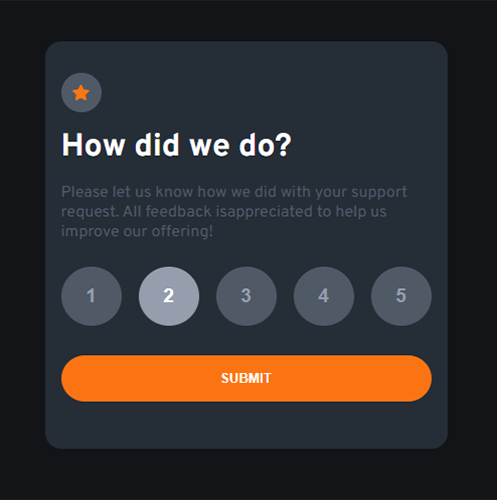 How did we do?
Please let us know how we did with your support
request. All feedback isappreciated to help us
improve our offering!
1 2 3 4 5
SUBMIT